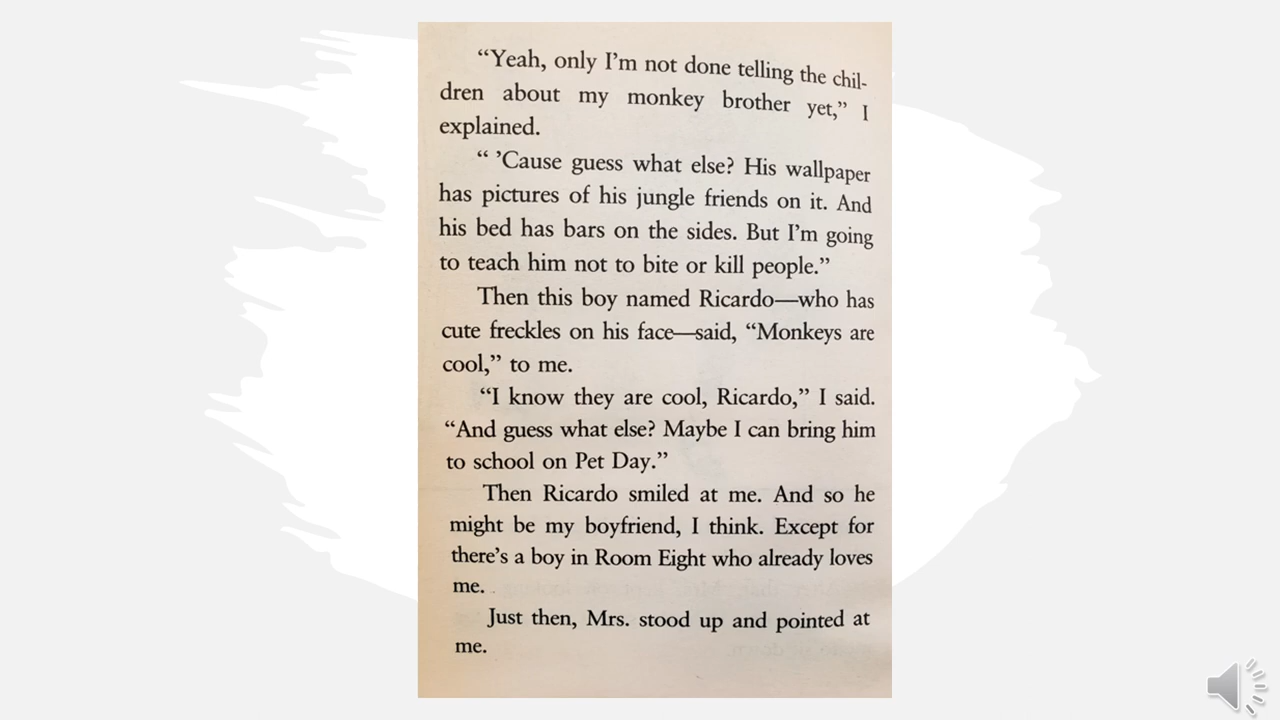 “Yeah, only I’m not done telling the chil-
dren about my monkey brother yet,” I
explained.
“ ’Cause guess what else? His wallpaper
has pictures of his jungle friends on it. And
his bed has bars on the sides. But I’m going
to teach him not to bite or kill people.”
Then this boy named Ricardo—who has
cute freckles on his face—said, “Monkeys are
cool,” to me.
“I know they are cool, Ricardo,” I said.
“And guess what else? Maybe I can bring him
to school on Pet Day.”
Then Ricardo smiled at me. And so he
might be my boyfriend, I think. Except for
there’s a boy in Room Eight who already loves
me.
Just then, Mrs. stood up and pointed at
me.